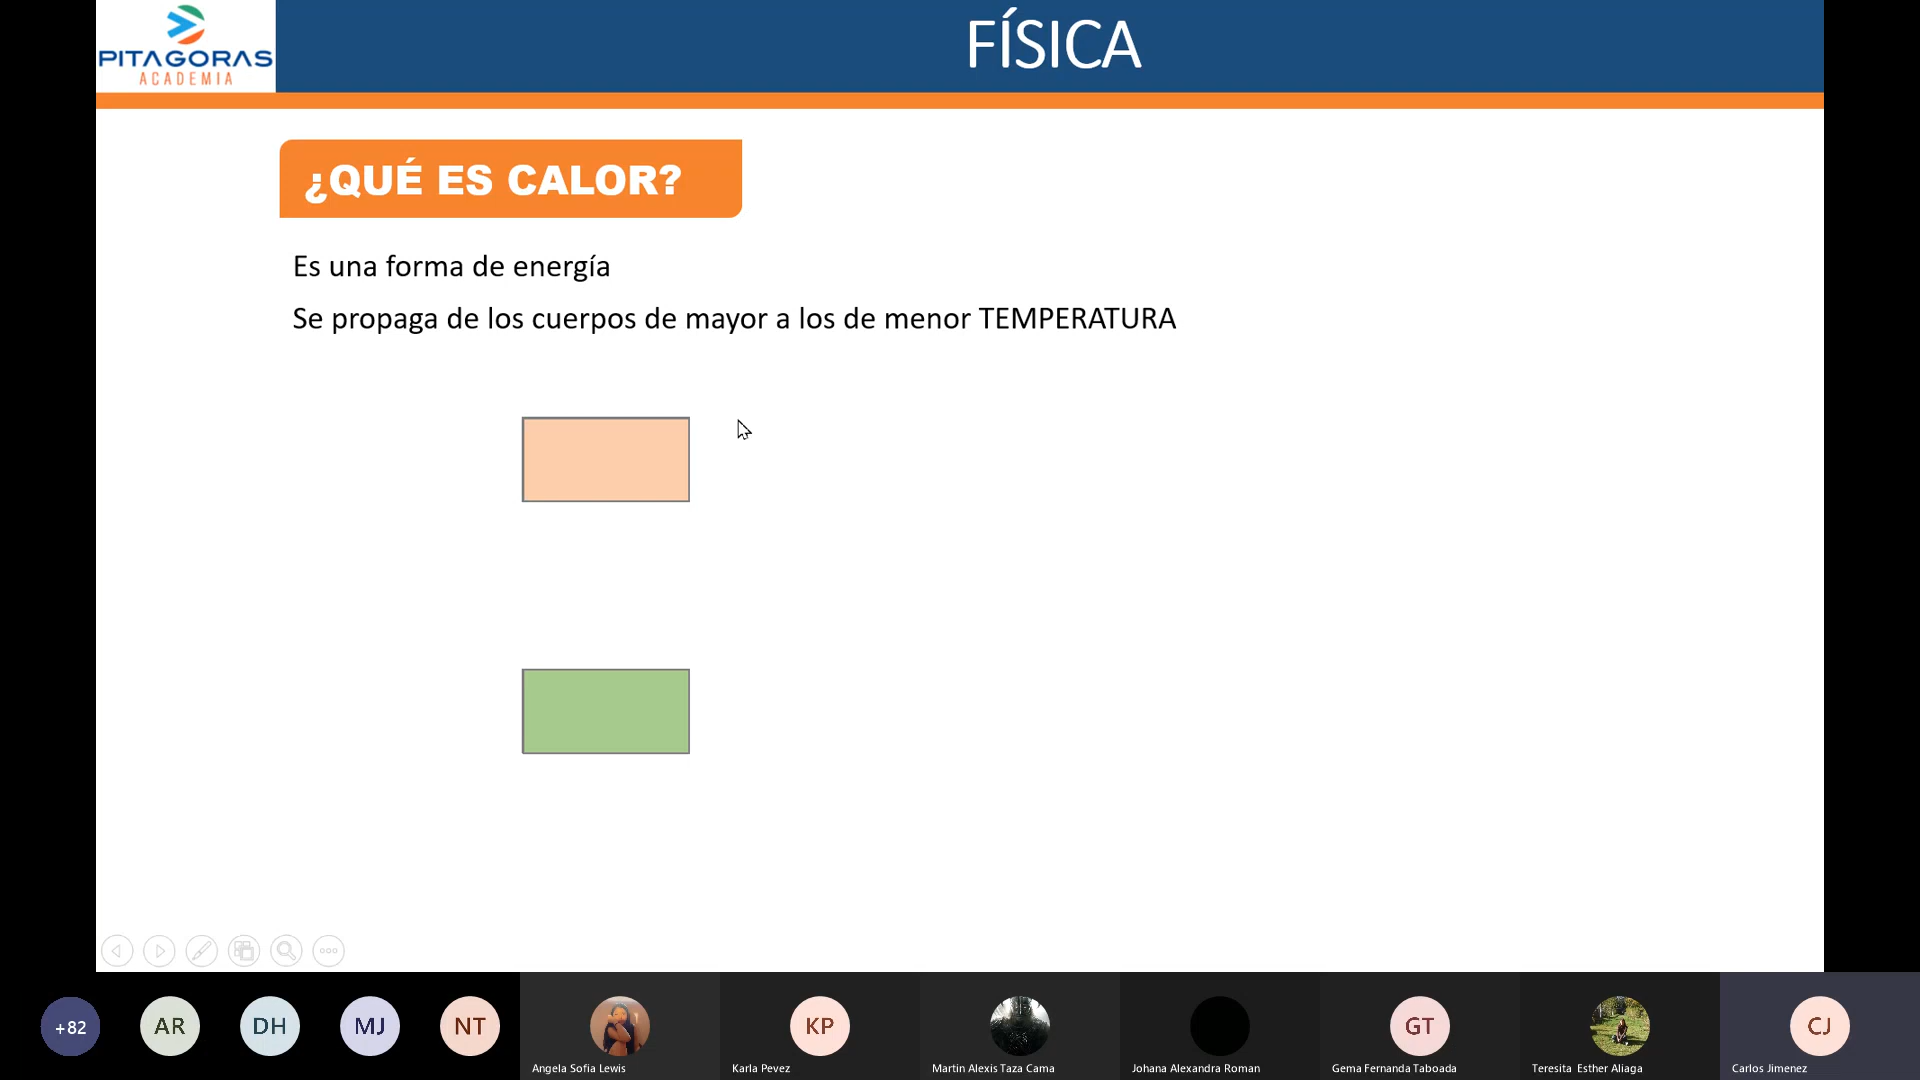 PITAGORAS
ACADEMIA
FÍSICA
¿QUÉ ES CALOR?
Es una forma de energía
Se propaga de los cuerpos de mayor a los de menor TEMPERATURA
+82
AR
DH
MJ
NT
KP
GT
CJ
Angela Sofia Lewis
Karla Pevez
Martin Alexis Taza Cama
Johana Alexandra Roman
Gema Fernanda Taboada
Teresita Esther Aliaga
Carlos Jimenez